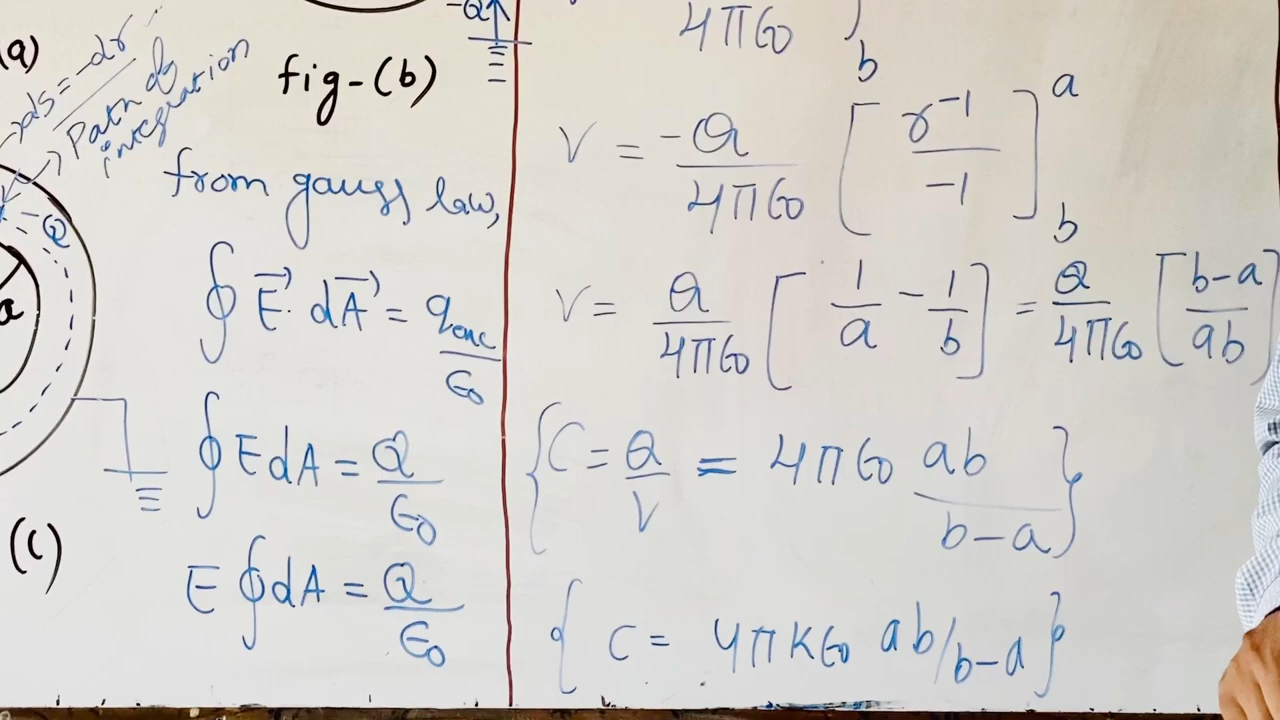 a)
→ds=-dr
Path of
integration
-Q
fig-(b)
-Q
a
(c)
from gauss law,
∮ E⃗. dA⃗ = qenc/ϵ0
∮ E dA = Q/ϵ0
E ∮ dA = Q/ϵ0
4πϵ0
b
V = -Q/4πϵ0 [ r⁻¹/-1 ]ᵃ b
V = Q/4πϵ0 [ 1/a - 1/b ] = Q/4πϵ0 [ b-a/ab ]
{ C = Q/V = 4πϵ0 ab/b-a }
{ C = 4πKϵ0 ab/b-a }